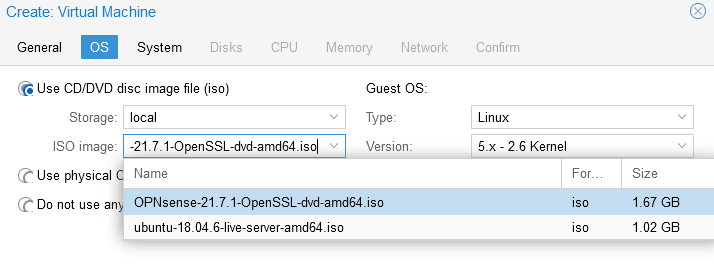 Create: Virtual Machine
General OS System Disks CPU Memory Network Confirm
Use CD/DVD disc image file (iso) Guest OS:
Storage: local Type: Linux
ISO image: -21.7.1-OpenSSL-dvd-amd64.iso Version: 5.x - 2.6 Kernel
Use physical C
Name For... Size
Do not use any
OPNsense-21.7.1-OpenSSL-dvd-amd64.iso iso 1.67 GB
ubuntu-18.04.6-live-server-amd64.iso iso 1.02 GB